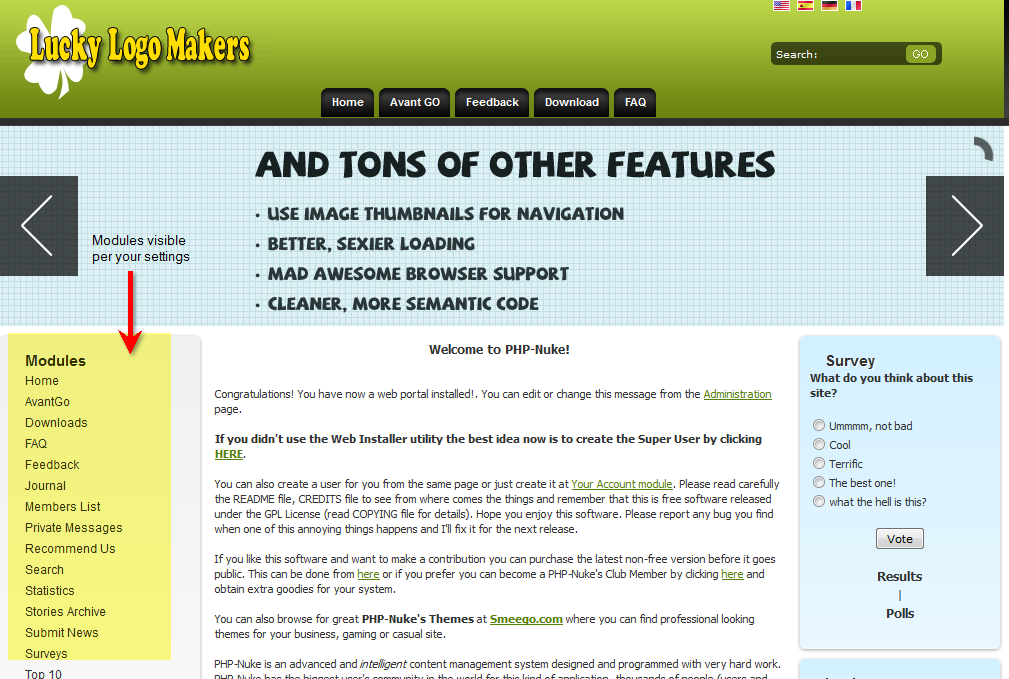 Lucky Logo Makers
Search:
GO
Home
Avant GO
Feedback
Download
FAQ
AND TONS OF OTHER FEATURES
• USE IMAGE THUMBNAILS FOR NAVIGATION
• BETTER, SEXIER LOADING
• MAD AWESOME BROWSER SUPPORT
• CLEANER, MORE SEMANTIC CODE
Modules visible
per your settings
Modules
Home
AvantGo
Downloads
FAQ
Feedback
Journal
Members List
Private Messages
Recommend Us
Search
Statistics
Stories Archive
Submit News
Surveys
Top 10
Welcome to PHP-Nuke!
Congratulations! You have now a web portal installed!. You can edit or change this message from the Administration
page.
If you didn't use the Web Installer utility the best idea now is to create the Super User by clicking
HERE.
You can also create a user for you from the same page or just create it at Your Account module. Please read carefully
the README file, CREDITS file to see from where comes the things and remember that this is free software released
under the GPL License (read COPYING file for details). Hope you enjoy this software. Please report any bug you find
when one of this annoying things happens and I'll fix it for the next release.
If you like this software and want to make a contribution you can purchase the latest non-free version before it goes
public. This can be done from here or if you prefer you can become a PHP-Nuke's Club Member by clicking here and
obtain extra goodies for your system.
You can also browse for great PHP-Nuke's Themes at Smeego.com where you can find professional looking
themes for your business, gaming or casual site.
PHP-Nuke is an advanced and intelligent content management system designed and programmed with very hard work.
PHP-Nuke has the biggest user's community in the world for this kind of application, thousands of people (users and
Survey
What do you think about this
site?
Ummmm, not bad
Cool
Terrific
The best one!
what the hell is this?
Vote
Results
|
Polls